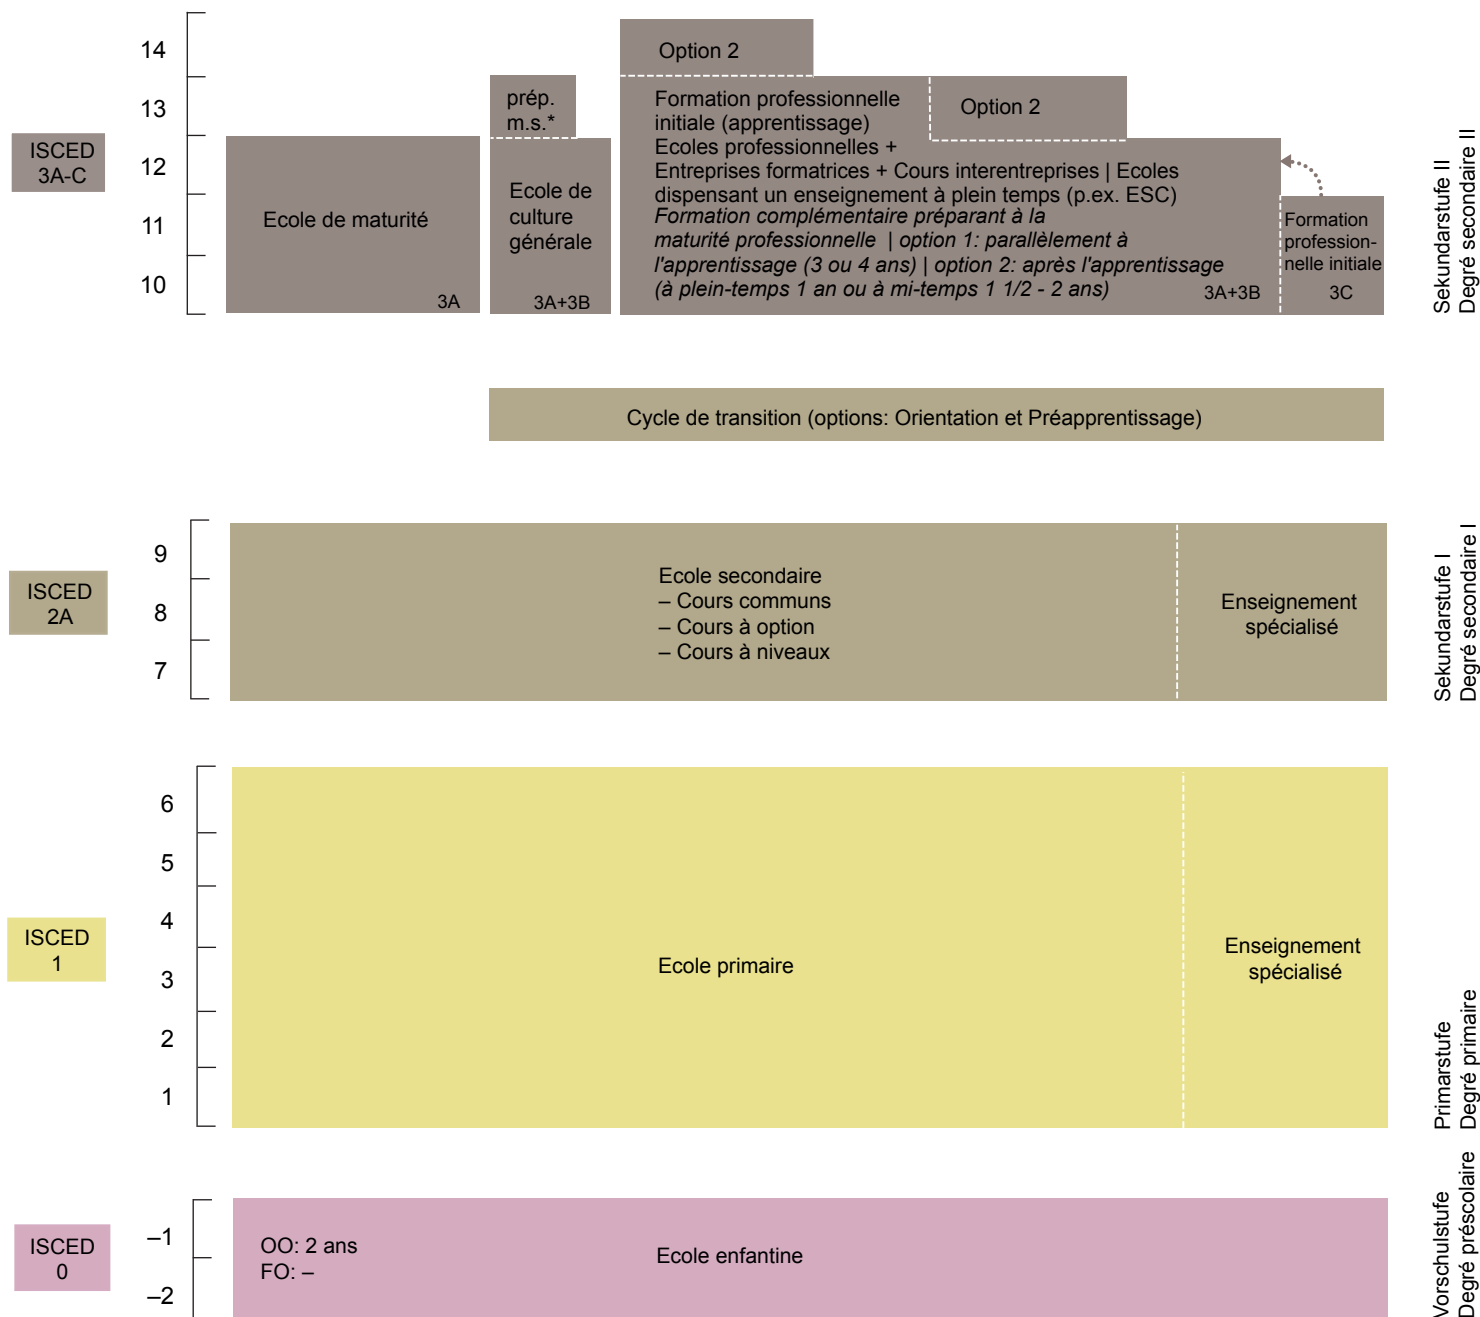 14
13
12
11
10
ISCED
3A-C
Ecole de maturité
3A
prép.
m.s.*
Ecole de
culture
générale
3A+3B
Option 2
Formation professionnelle
initiale (apprentissage)
Ecoles professionnelles +
Entreprises formatrices + Cours interentreprises | Ecoles
dispensant un enseignement à plein temps (p.ex. ESC)
Formation complémentaire préparant à la
maturité professionnelle | option 1: parallèlement à
l'apprentissage (3 ou 4 ans) | option 2: après l'apprentissage
(à plein-temps 1 an ou à mi-temps 1 1/2 - 2 ans)
3A+3B
Option 2
Formation
profession-
nelle initiale
3C
Sekundarstufe II
Degré secondaire II
Cycle de transition (options: Orientation et Préapprentissage)
ISCED
2A
9
8
7
Ecole secondaire
– Cours communs
– Cours à option
– Cours à niveaux
Enseignement
spécialisé
Sekundarstufe I
Degré secondaire I
ISCED
1
6
5
4
3
2
1
Ecole primaire
Enseignement
spécialisé
Primarstufe
Degré primaire
ISCED
0
–1
–2
OO: 2 ans
FO: –
Ecole enfantine
Vorschulstufe
Degré préscolaire